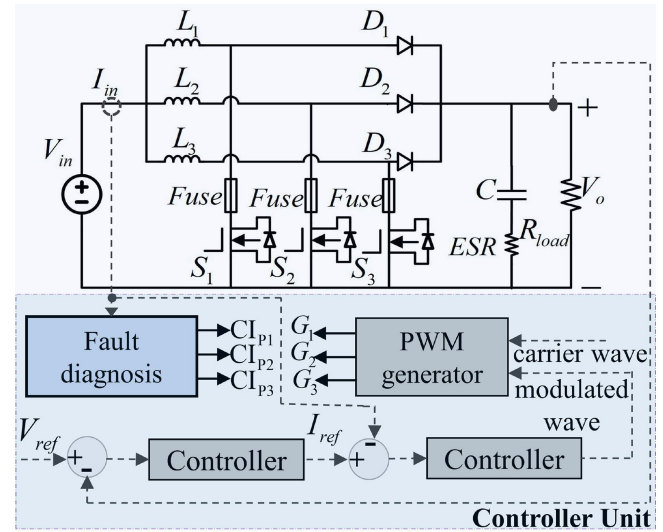 L1
D1
Iin
L2
D2
Vin
L3
D3
+
Fuse
Fuse
Fuse
C
Vo
S1
S2
S3
ESR
Rload
−
Fault
diagnosis
CIP1
CIP2
CIP3
G1
G2
G3
PWM
generator
carrier wave
modulated
wave
Vref
+
-
Controller
Iref
+
-
Controller
Controller Unit